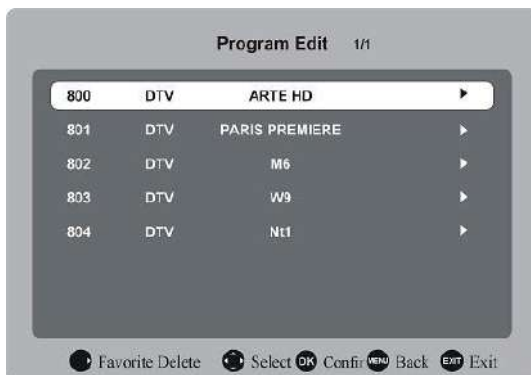 Program Edit 1/1
800 DTV ARTE HD
801 DTV PARIS PREMIERE
802 DTV M6
803 DTV W9
804 DTV Nt1
Favorite Delete Select OK Confir MENU Back EXIT Exit